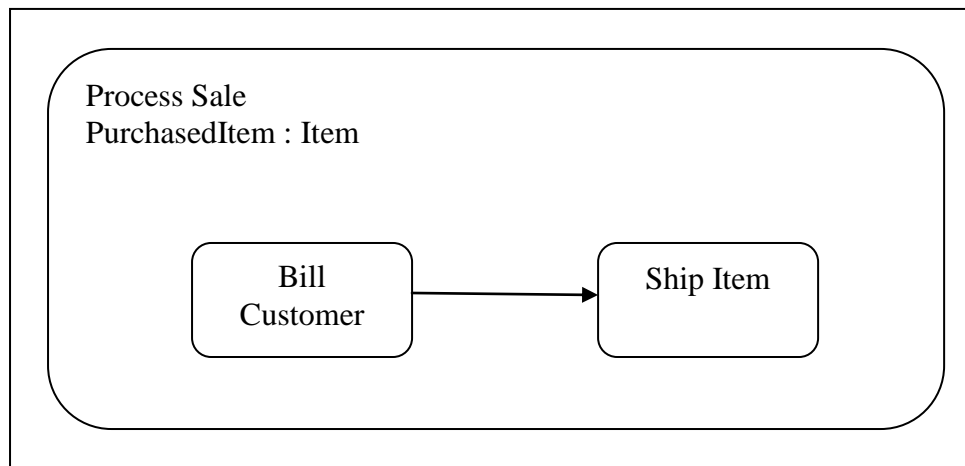 Process Sale
PurchasedItem : Item
Bill
Customer
Ship Item